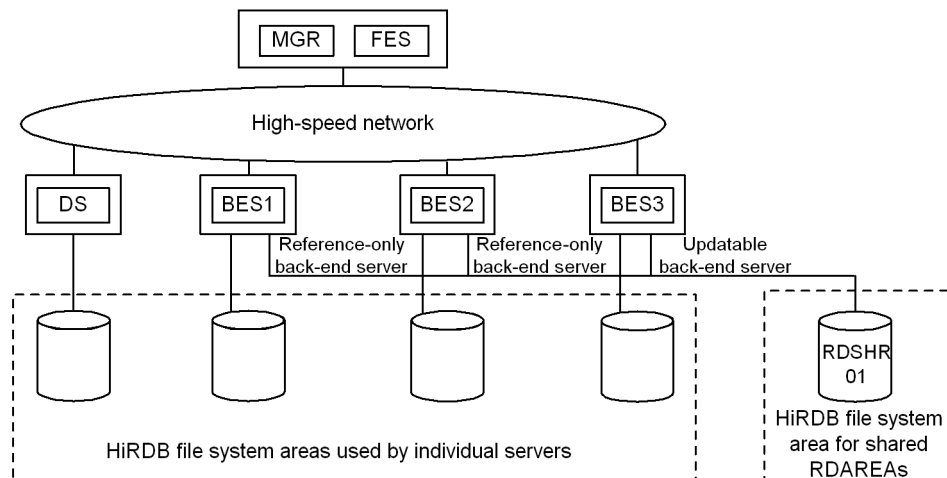 MGR FES
High-speed network
DS BES1 BES2 BES3
Reference-only
back-end server
Reference-only
back-end server
Updatable
back-end server
RDSHR
01
HiRDB file system areas used by individual servers
HiRDB file system
area for shared
RDAREAs